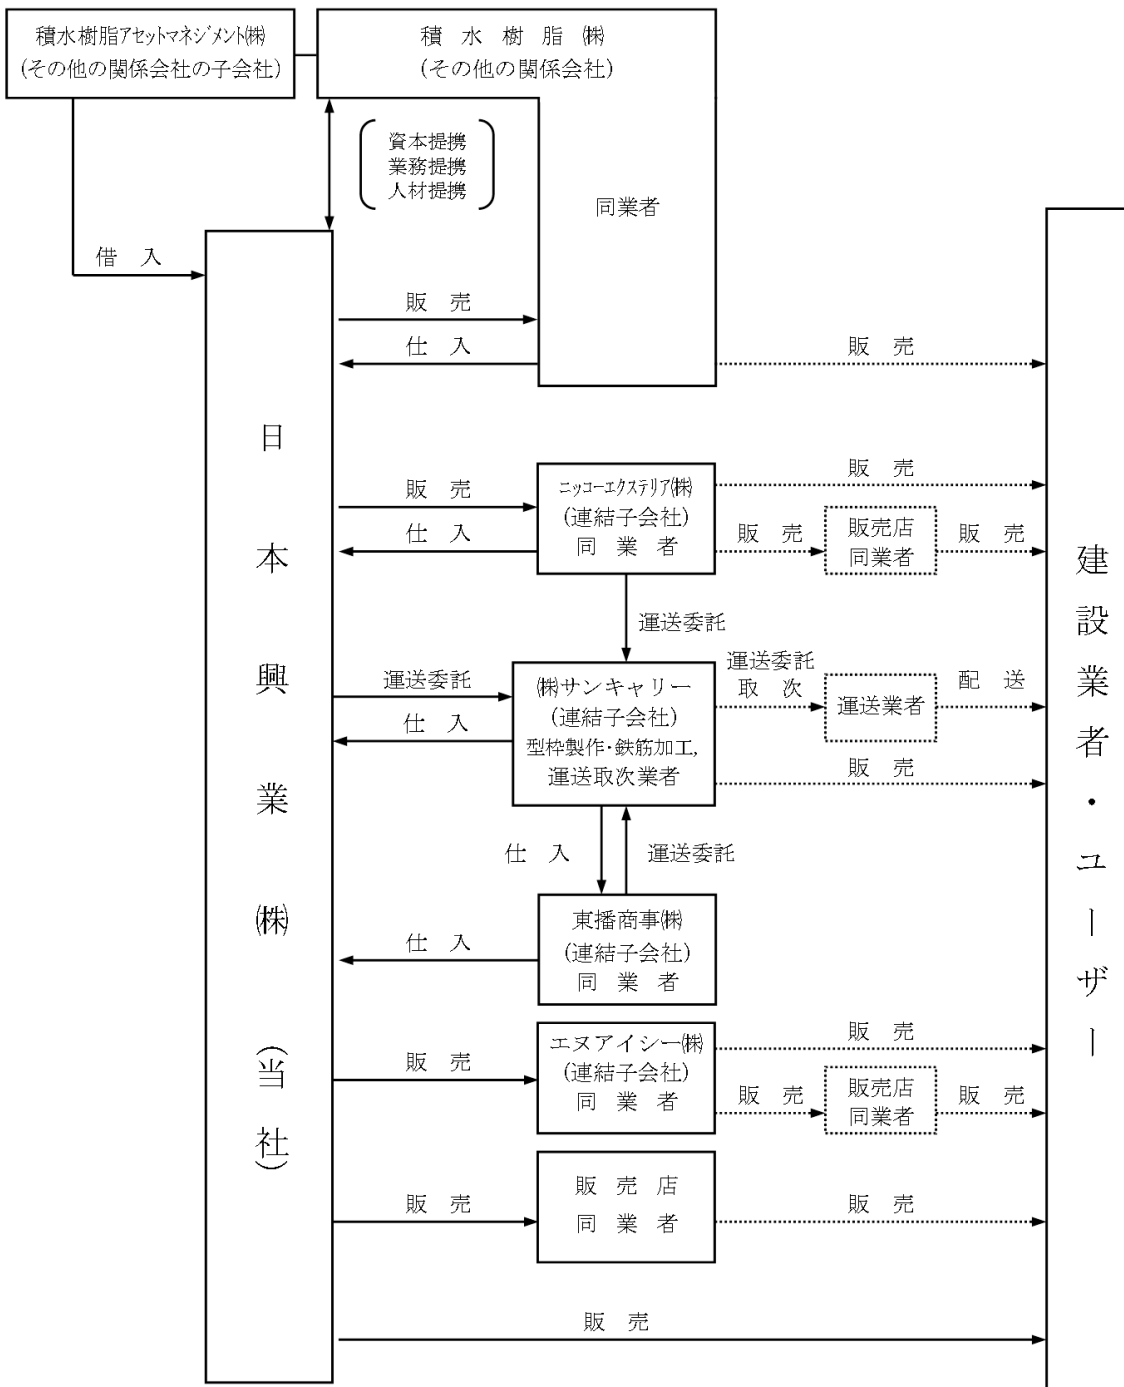 積水樹脂アセットマネジメント㈱
(その他の関係会社の子会社)
積 水 樹 脂 ㈱
(その他の関係会社)
資本提携
業務提携
人材提携
同業者
借 入
販 売
仕 入
販 売
日本興業㈱(当社)
建設業者・ユーザー
販 売
仕 入
ニッコーエクステリア㈱
(連結子会社)
同 業 者
販 売
販 売
販売店
同業者
販 売
運送委託
運送委託
仕 入
㈱サンキャリー
(連結子会社)
型枠製作・鉄筋加工,
運送取次業者
運送委託
取 次
運送業者
配 送
販 売
仕 入
運送委託
仕 入
東播商事㈱
(連結子会社)
同 業 者
販 売
エヌアイシー㈱
(連結子会社)
同 業 者
販 売
販 売
販売店
同業者
販 売
販 売
販 売 店
同 業 者
販 売
販 売